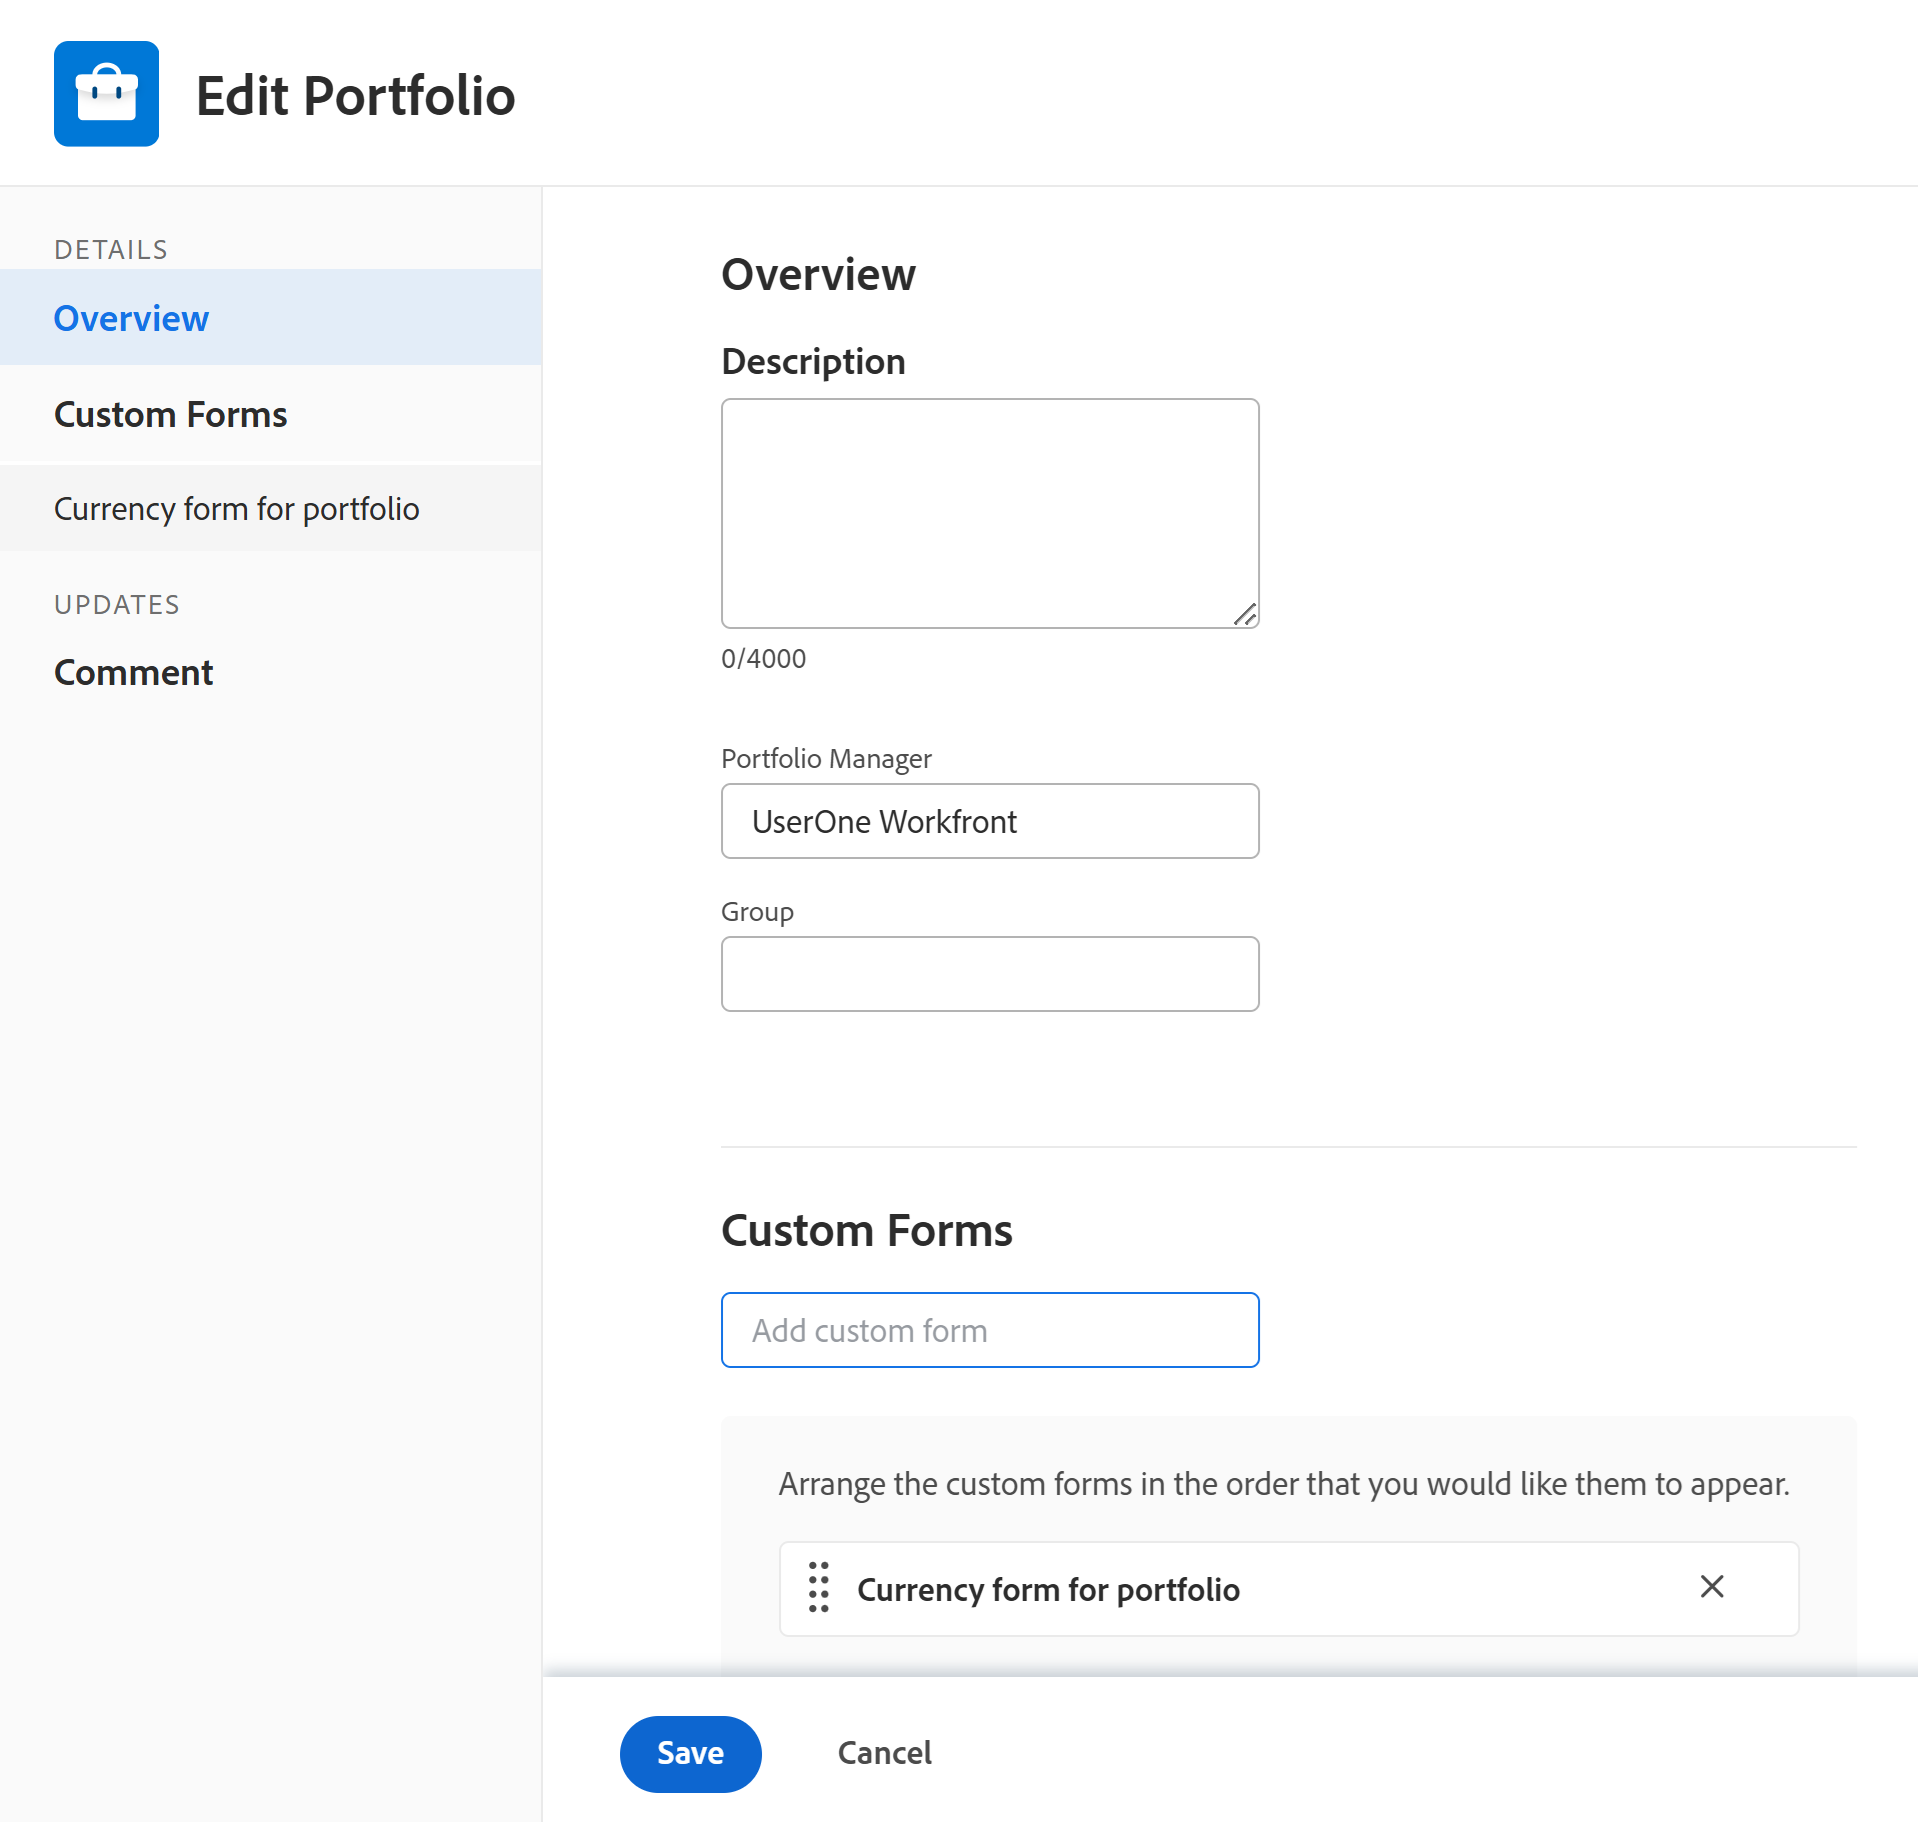 Edit Portfolio
DETAILS
Overview
Custom Forms
Currency form for portfolio
UPDATES
Comment
Overview
Description
0/4000
Portfolio Manager
UserOne Workfront
Group
Custom Forms
Add custom form
Arrange the custom forms in the order that you would like them to appear.
Currency form for portfolio
Save
Cancel